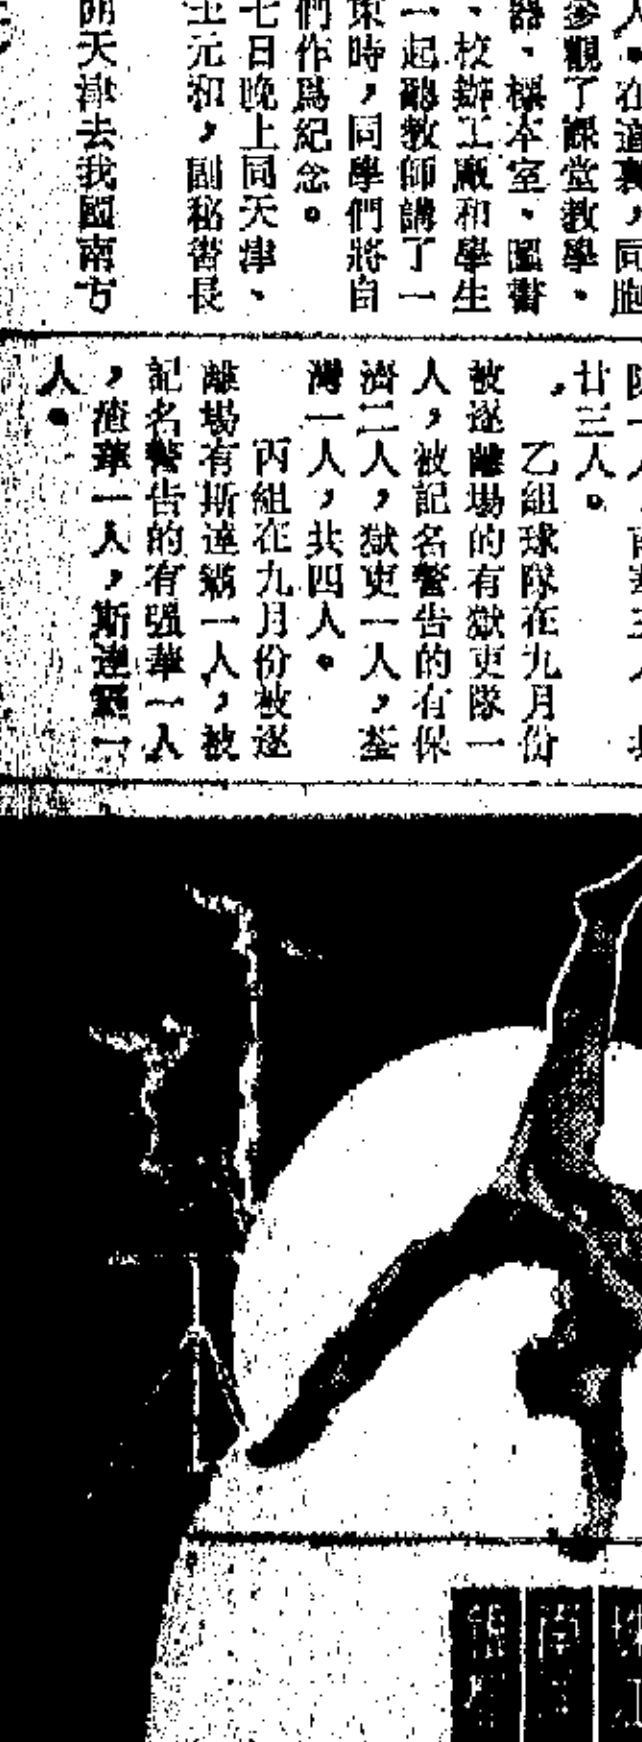 在這裏,同胞
參觀了課堂教學、
器、標本室、圖書
、校辦工廠和學生
一起聽教師講了一
束時,同學們將自
們作爲紀念。
七日晚上同天津、
王元和,副秘書長
開天津去我國南方
廿三人。
乙組球隊在九月份
被逐離場的有獄吏隊一
人,被記名警告的有保
濟二人,獄吏一人,荃
灣一人,共四人。
丙組在九月份被逐
離場有斯達一人,被
記名警告的有强華一人
,華一人,斯達一
人。